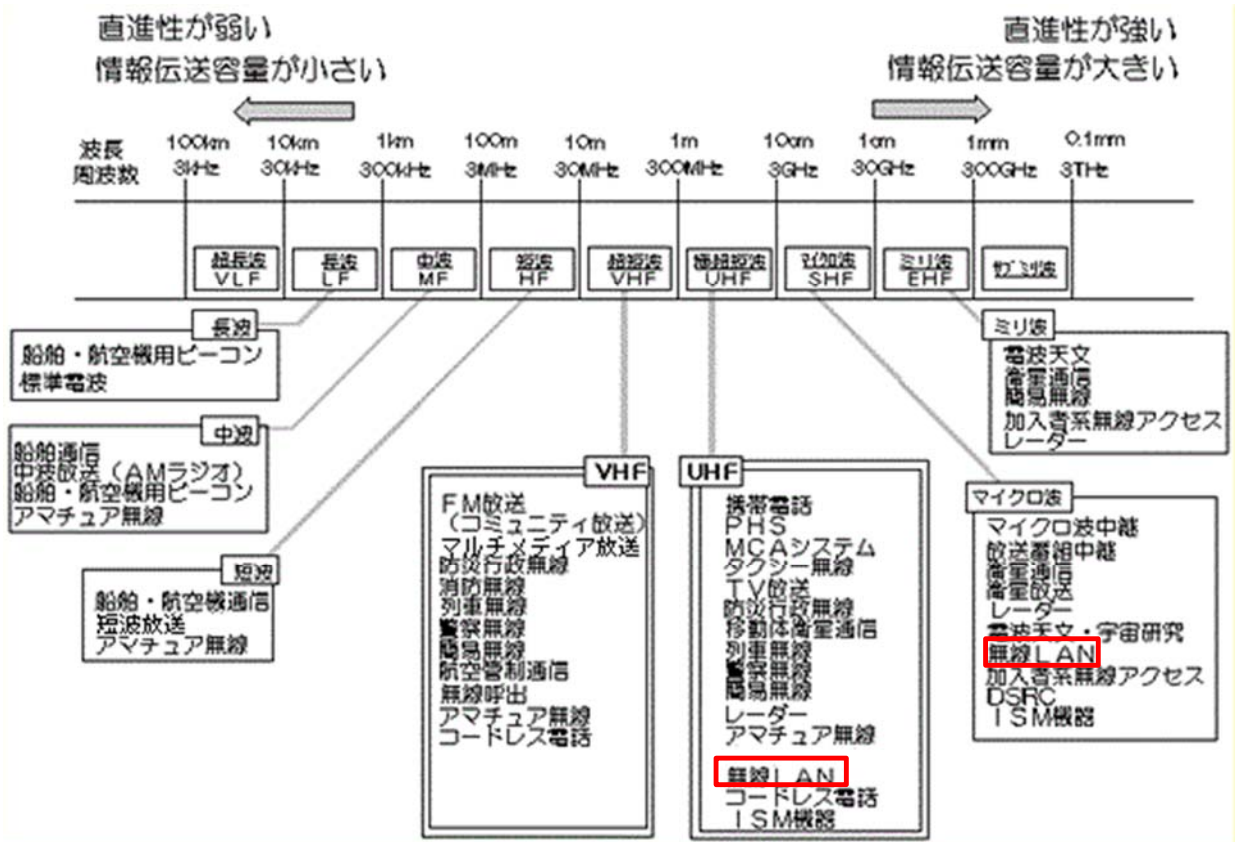 直進性が弱い
情報伝送容量が小さい
直進性が強い
情報伝送容量が大きい
波長 100km 10km 1km 100m 10m 1m 10cm 1cm 1mm 0.1mm
周波数 3kHz 30kHz 300kHz 3MHz 30MHz 300MHz 3GHz 30GHz 300GHz 3THz
超長波 長波 中波 短波 超短波 極超短波 マイクロ波 ミリ波 サブミリ波
VLF LF MF HF VHF UHF SHF EHF
長波
船舶・航空機用ビーコン
標準電波
中波
船舶通信
中波放送(AMラジオ)
船舶・航空機用ビーコン
アマチュア無線
短波
船舶・航空機通信
短波放送
アマチュア無線
VHF
FM放送
(コミュニティ放送)
マルチメディア放送
防災行政無線
消防無線
列車無線
警察無線
簡易無線
航空管制通信
無線呼出
アマチュア無線
コードレス電話
UHF
携帯電話
PHS
MCAシステム
タクシー無線
TV放送
防災行政無線
移動体衛星通信
列車無線
警察無線
簡易無線
レーダー
アマチュア無線
無線LAN
コードレス電話
ISM機器
マイクロ波
マイクロ波中継
放送番組中継
衛星通信
衛星放送
レーダー
電波天文・宇宙研究
無線LAN
加入者系無線アクセス
DSRC
ISM機器
ミリ波
電波天文
衛星通信
簡易無線
加入者系無線アクセス
レーダー